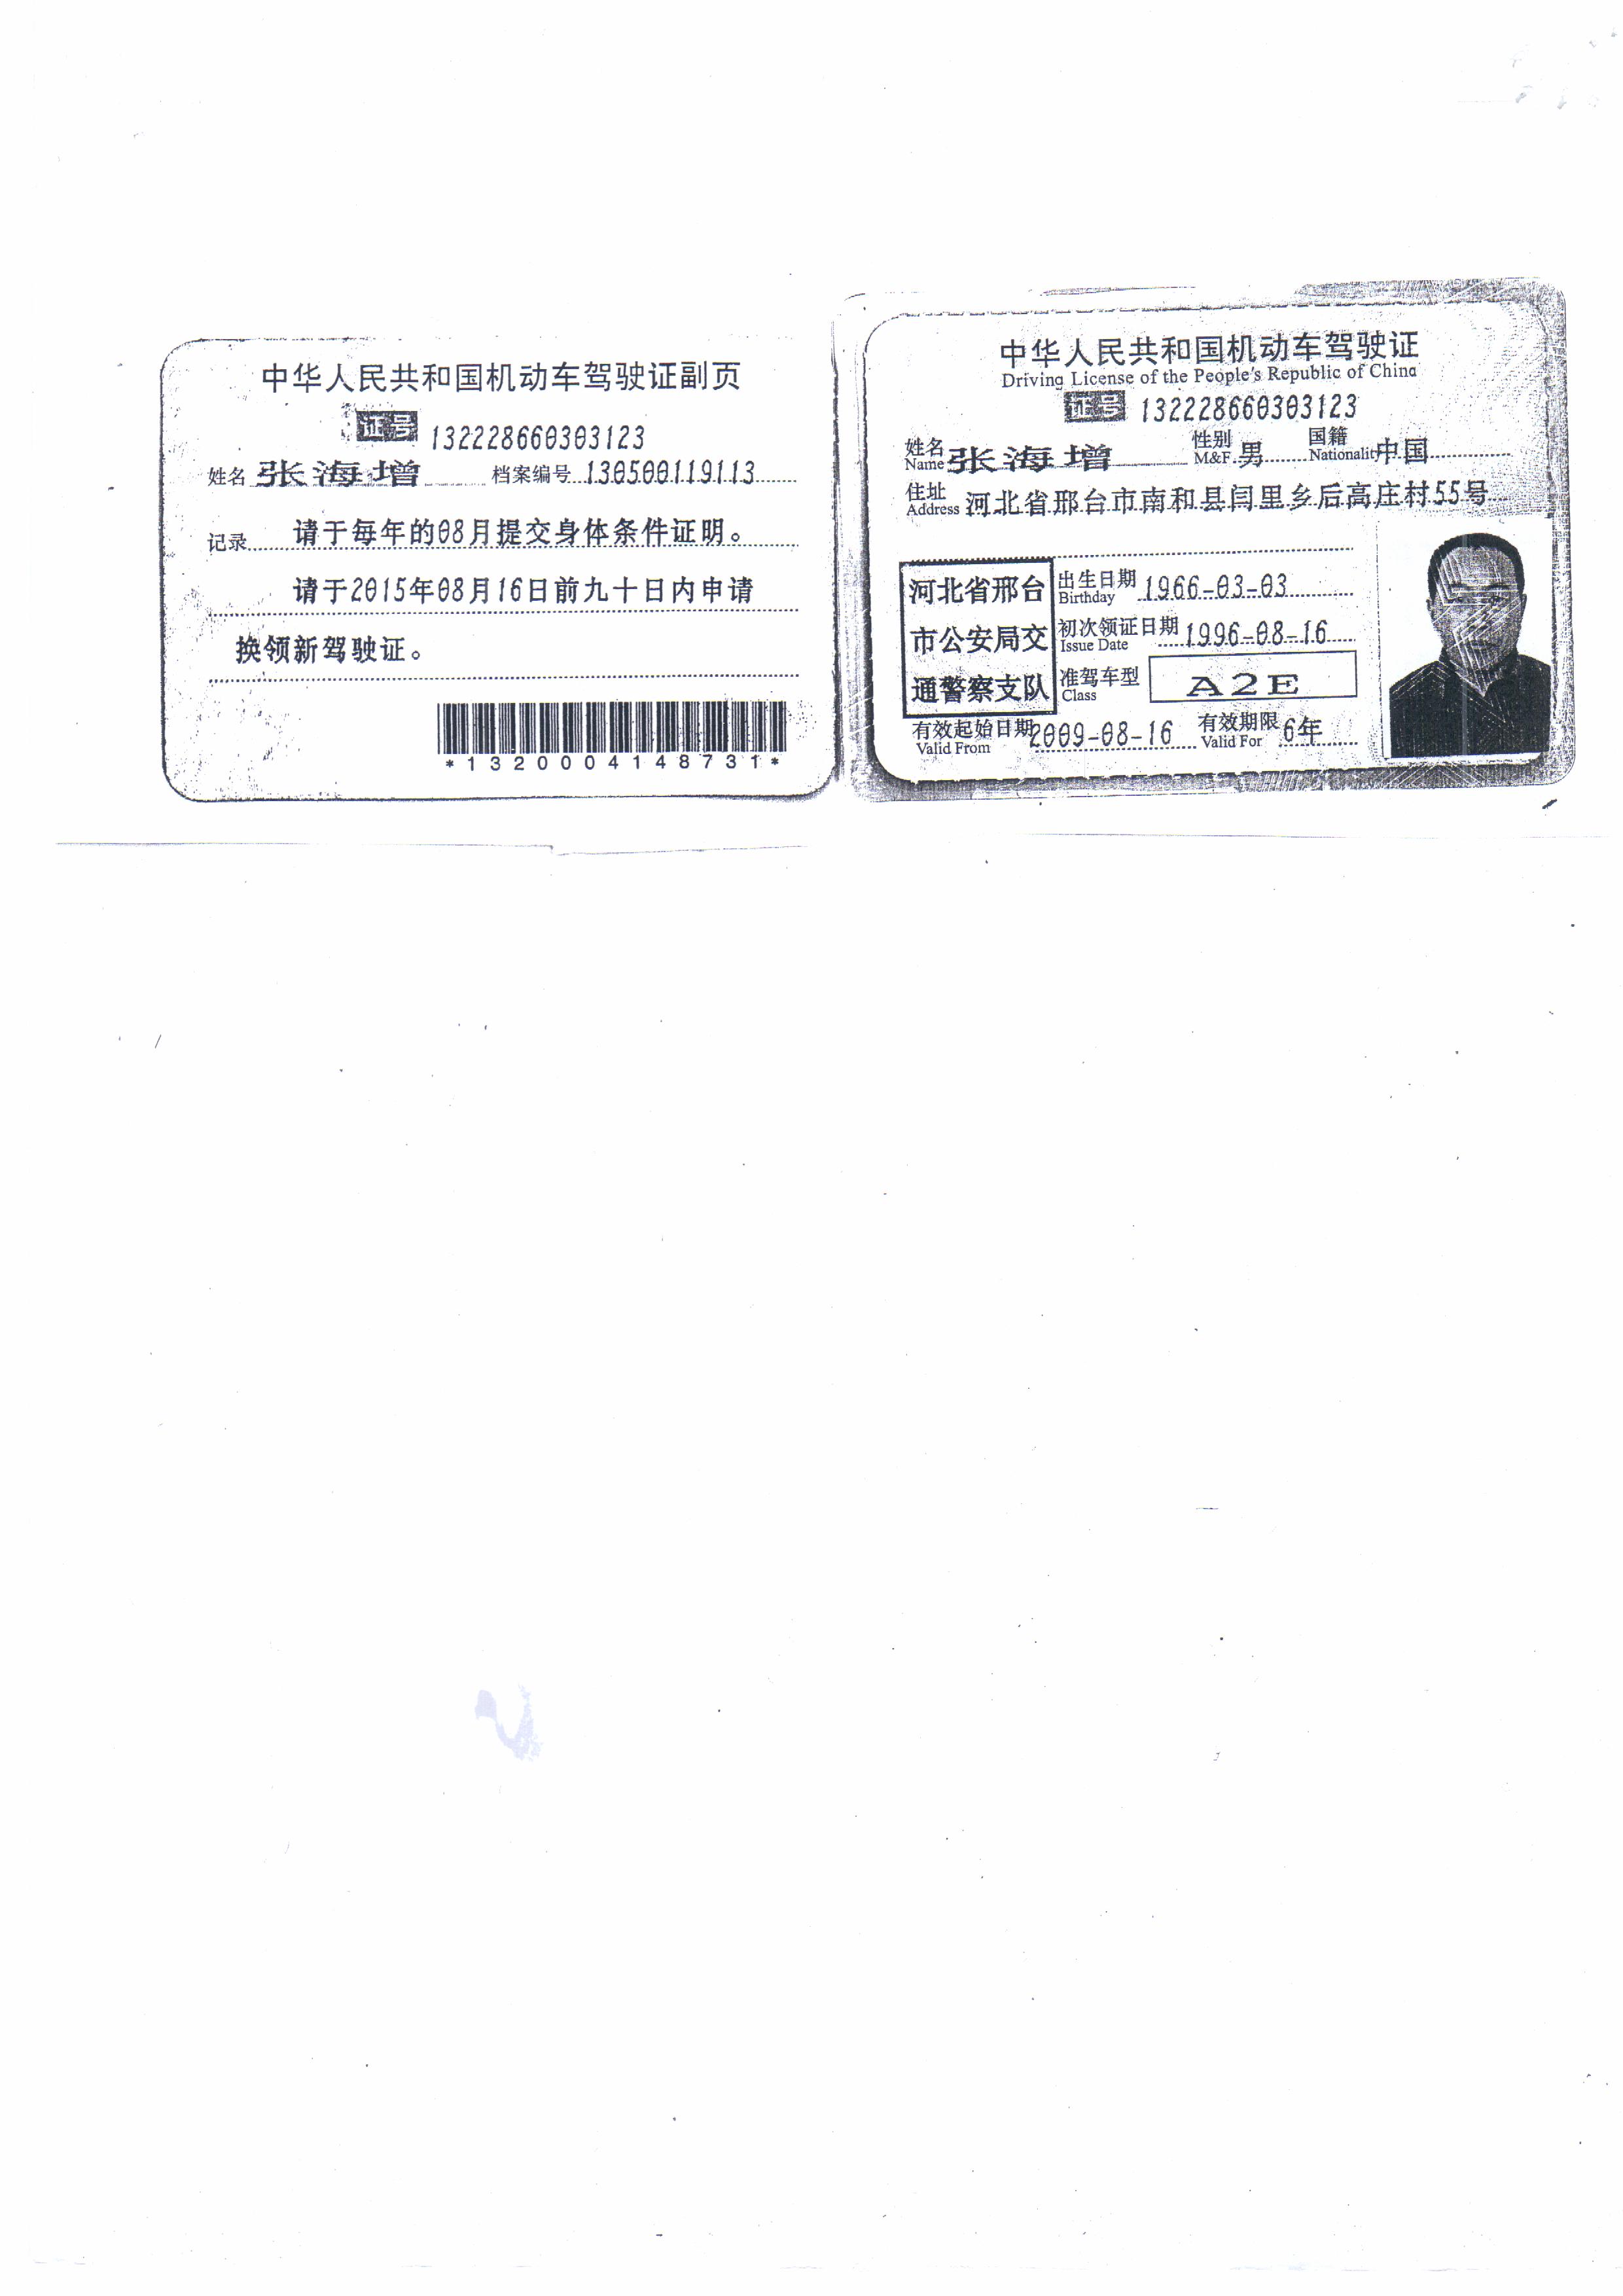 中华人民共和国机动车驾驶证副页
证号 132228660303123
姓名 张海增 档案编号 130500119113
记录 请于每年的08月提交身体条件证明。
请于2015年08月16日前九十日内申请
换领新驾驶证。
*1320004148731*
中华人民共和国机动车驾驶证
Driving License of the People's Republic of China
证号 132228660303123
姓名 张海增 性别 男 国籍 中国
Name M&F Nationality
住址 河北省邢台市南和县闫里乡后高庄村55号
Address
河北省邢台
市公安局交
通警察支队
出生日期 1966-03-03
Birthday
初次领证日期 1996-08-16
Issue Date
准驾车型 A2E
Class
有效起始日期 2009-08-16 有效期限 6年
Valid From Valid For